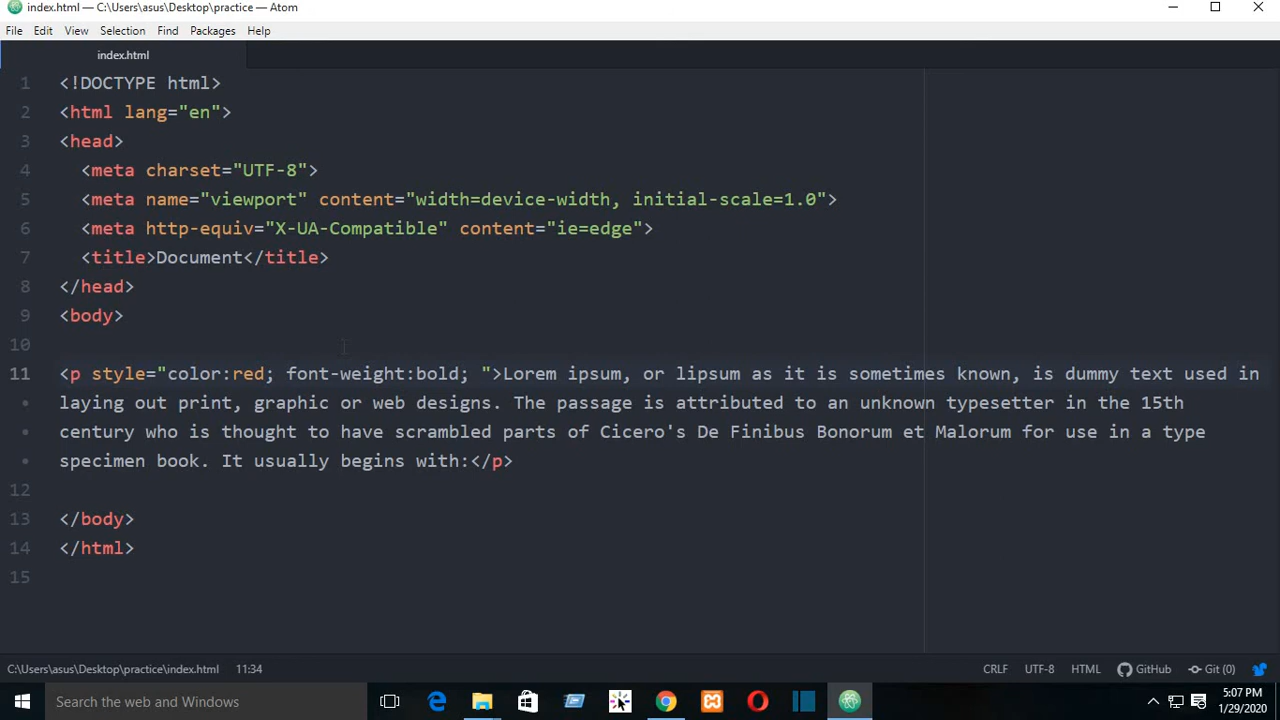 index.html — C:\Users\asus\Desktop\practice — Atom
File Edit View Selection Find Packages Help
index.html
1 <!DOCTYPE html>
2 <html lang="en">
3 <head>
4 <meta charset="UTF-8">
5 <meta name="viewport" content="width=device-width, initial-scale=1.0">
6 <meta http-equiv="X-UA-Compatible" content="ie=edge">
7 <title>Document</title>
8 </head>
9 <body>
10
11 <p style="color:red; font-weight:bold; ">Lorem ipsum, or lipsum as it is sometimes known, is dummy text used in
• laying out print, graphic or web designs. The passage is attributed to an unknown typesetter in the 15th
• century who is thought to have scrambled parts of Cicero's De Finibus Bonorum et Malorum for use in a type
• specimen book. It usually begins with:</p>
12
13 </body>
14 </html>
15
C:\Users\asus\Desktop\practice\index.html 11:34 CRLF UTF-8 HTML GitHub Git (0)
Search the web and Windows
5:07 PM
1/29/2020